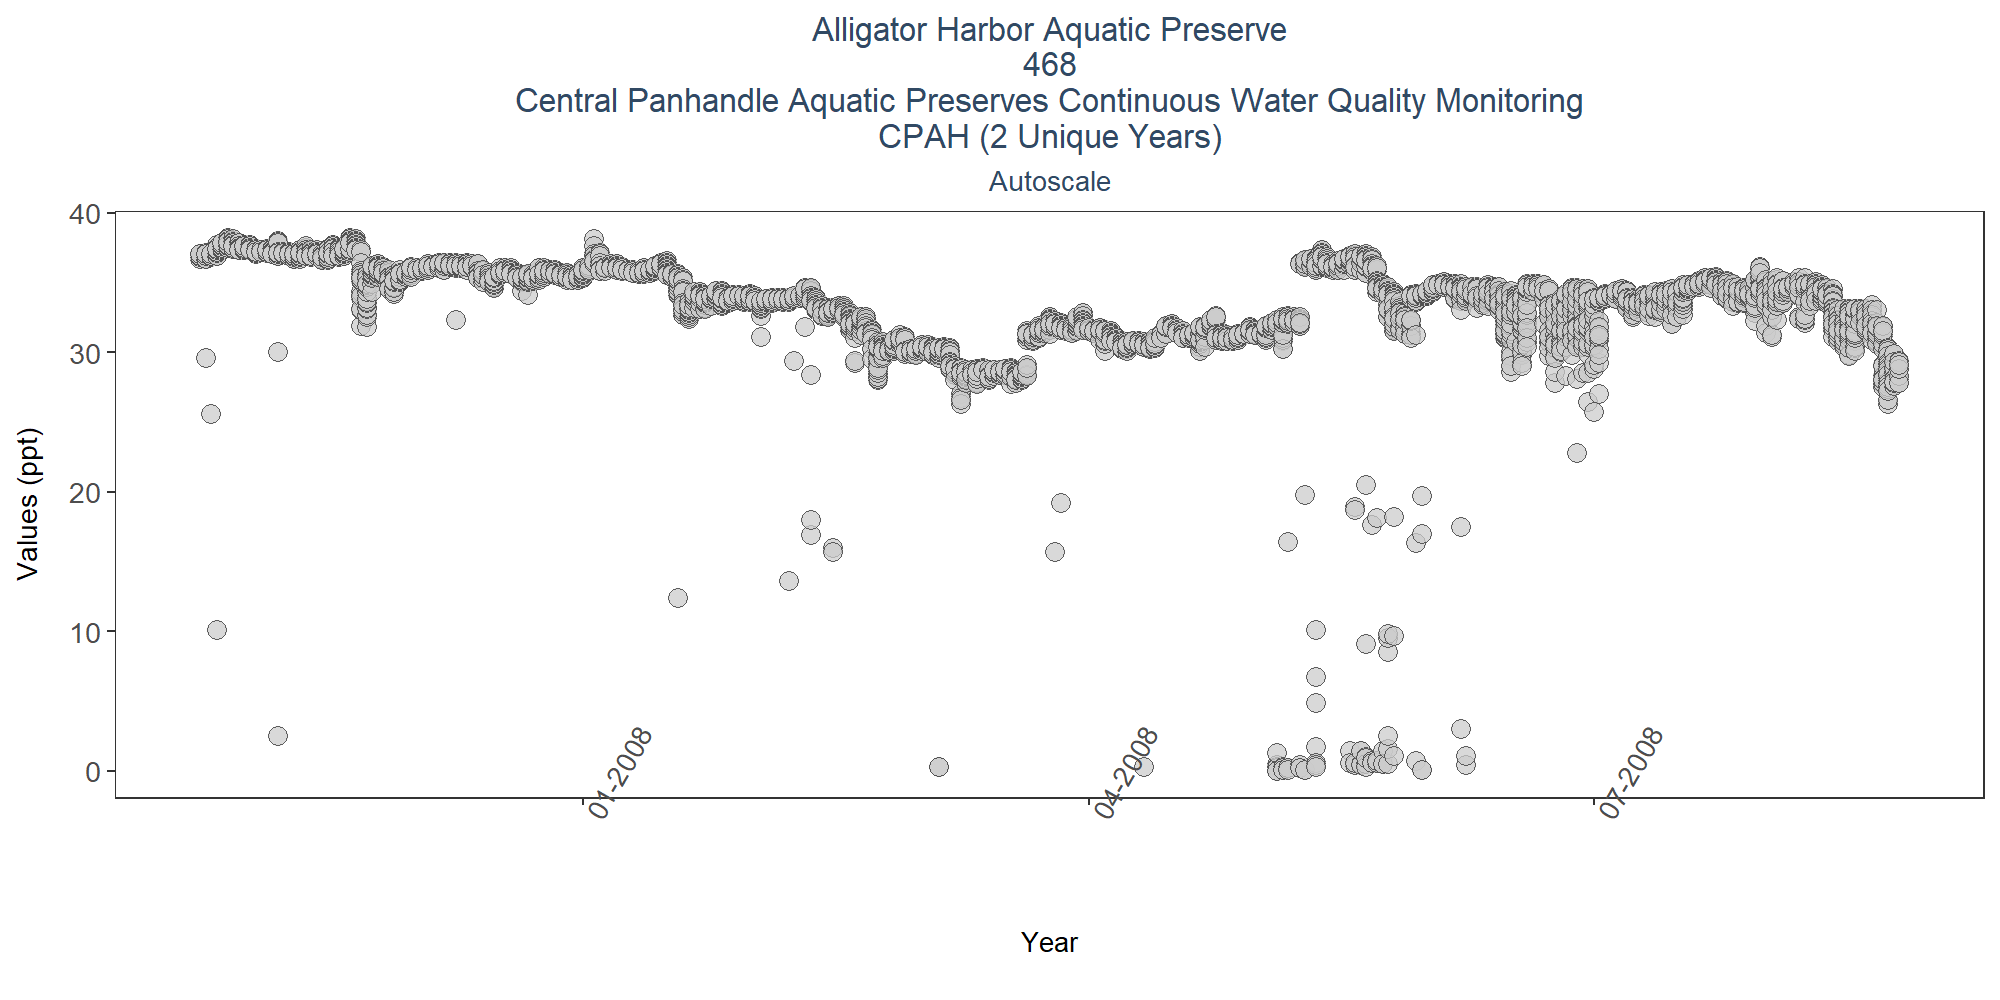 Alligator Harbor Aquatic Preserve
468
Central Panhandle Aquatic Preserves Continuous Water Quality Monitoring
CPAH (2 Unique Years)
Autoscale
40
30
20
10
0
Values (ppt)
01-2008
04-2008
07-2008
Year